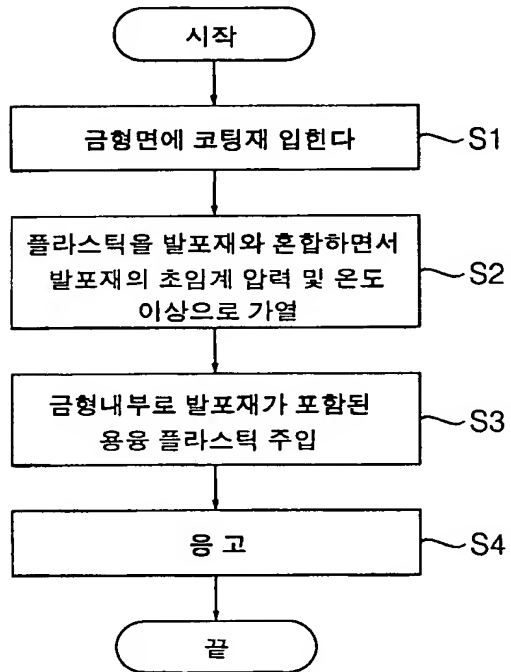 시작
금형면에 코팅재 입힌다
S1
플라스틱을 발포재와 혼합하면서
발포재의 초임계 압력 및 온도
이상으로 가열
S2
금형내부로 발포재가 포함된
용융 플라스틱 주입
S3
응 고
S4
끝